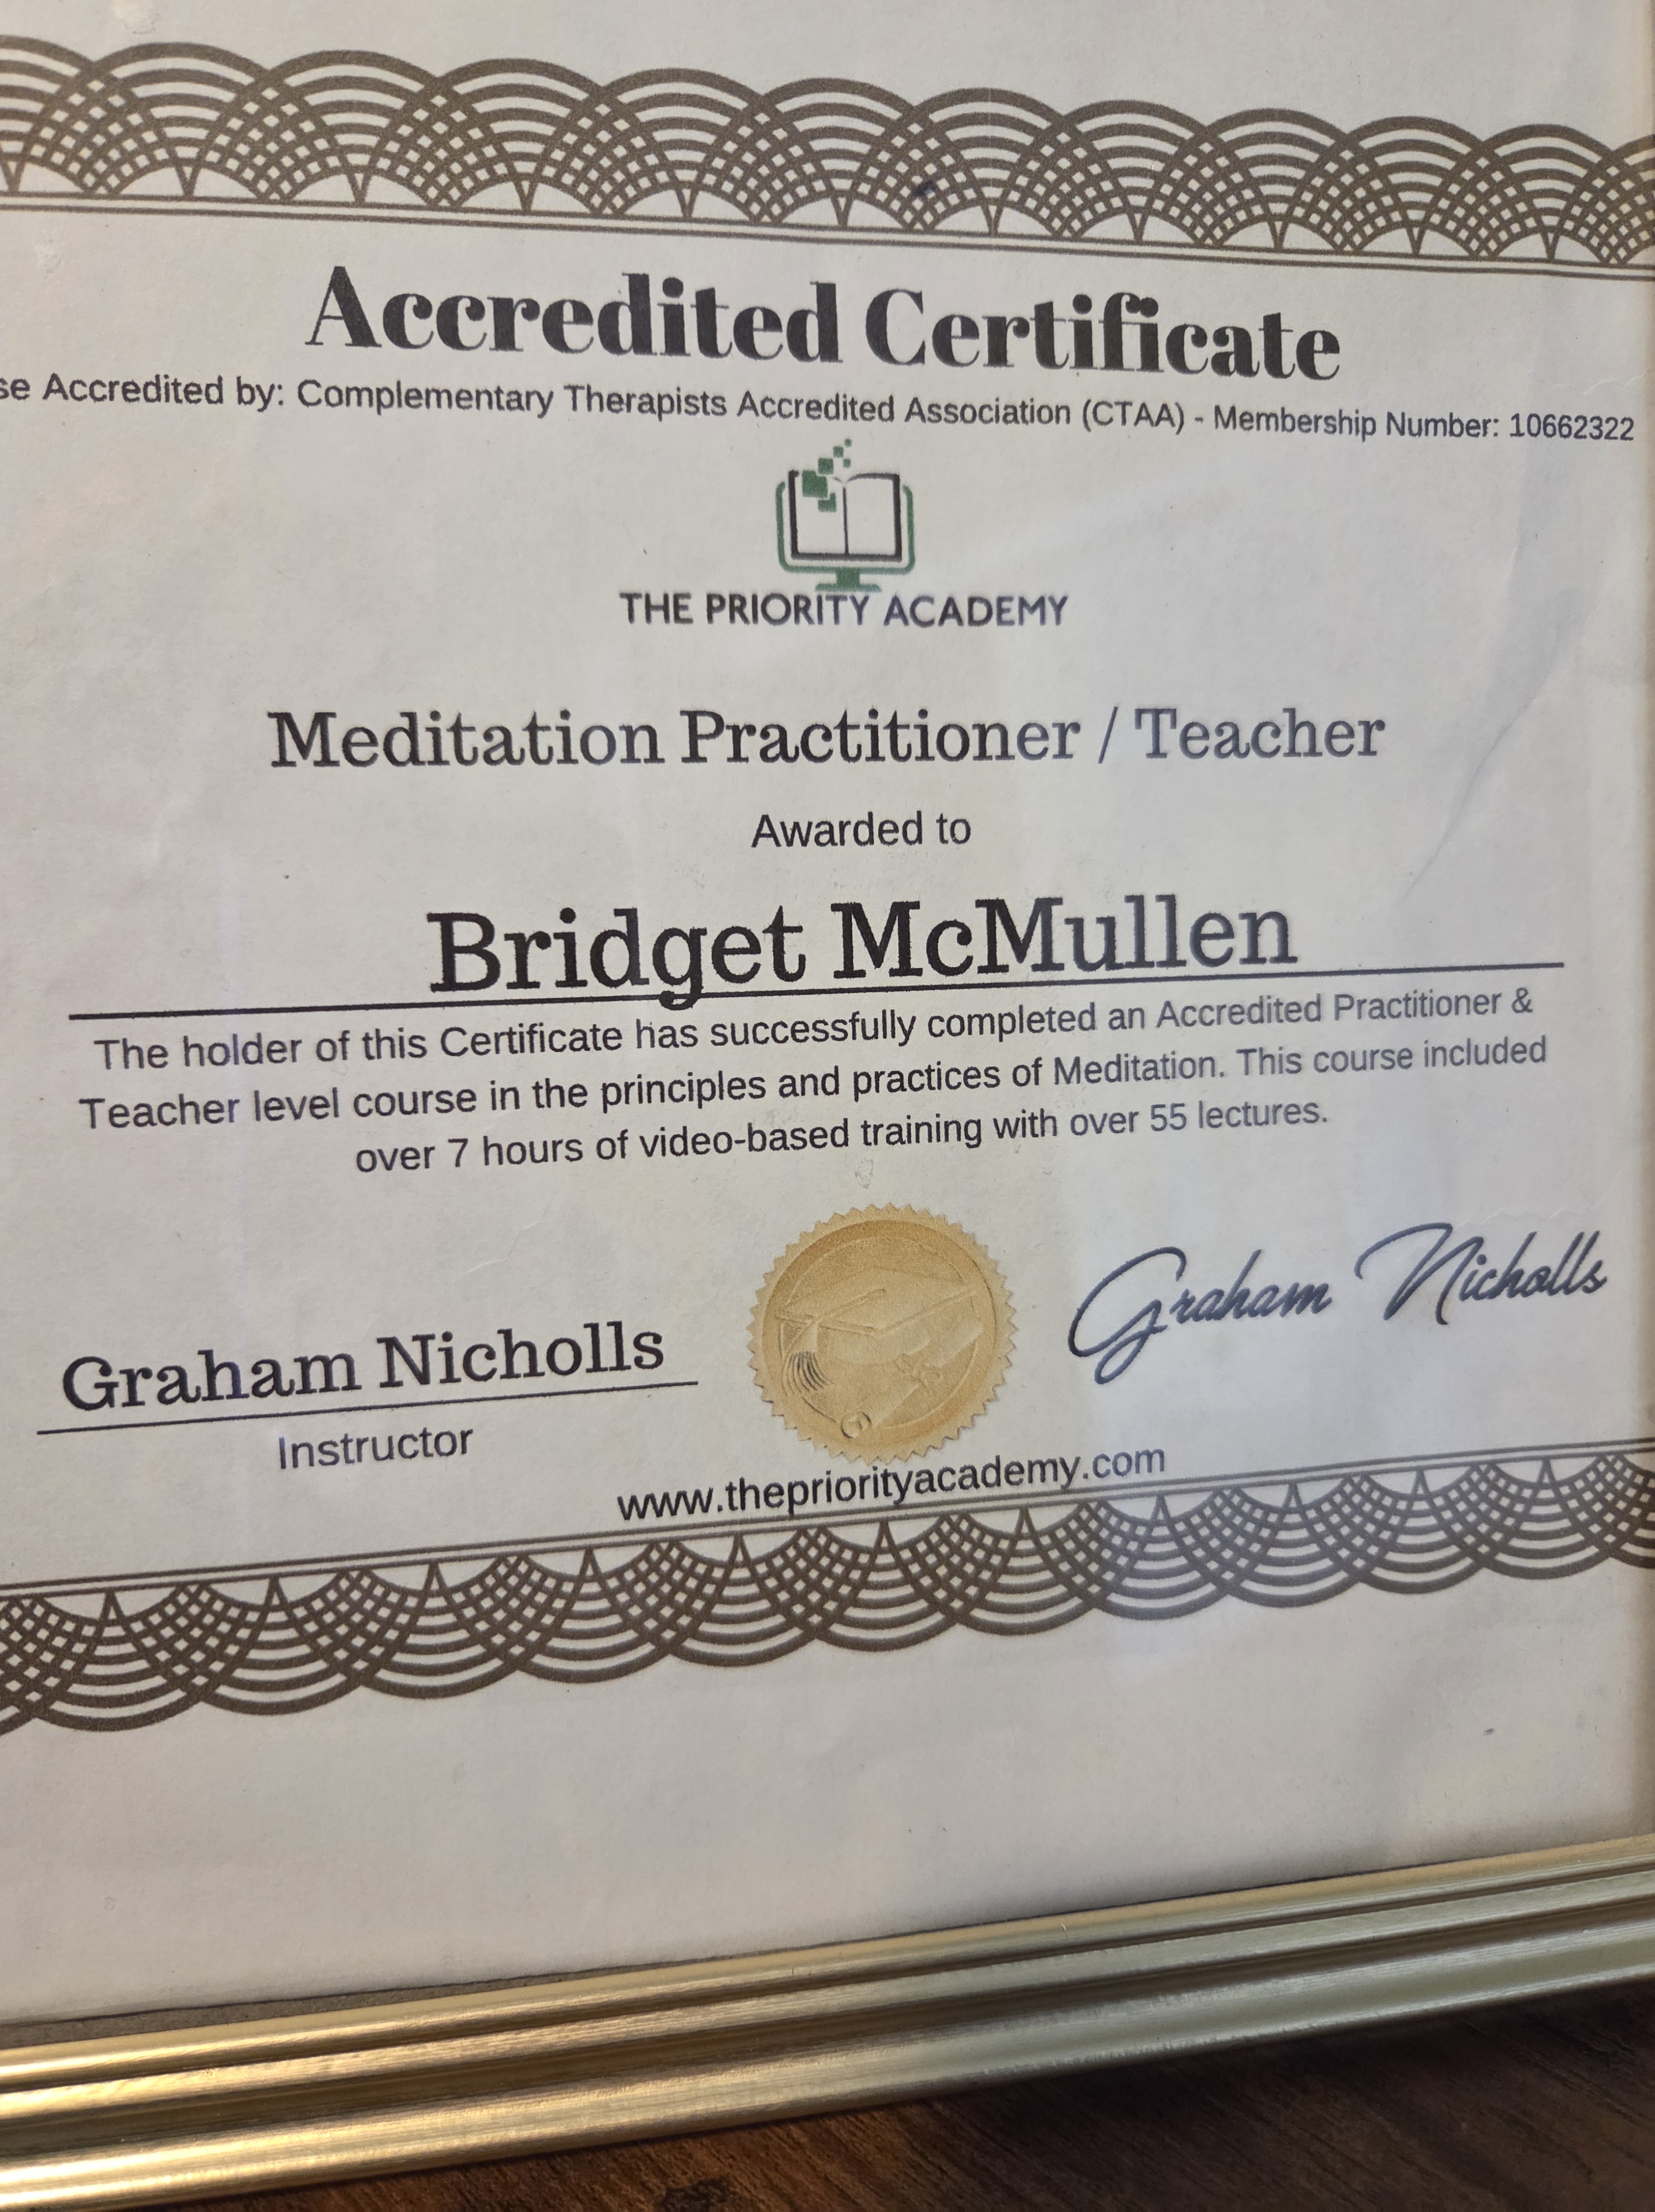 Accredited Certificate
se Accredited by: Complementary Therapists Accredited Association (CTAA) - Membership Number: 10662322
THE PRIORITY ACADEMY
Meditation Practitioner / Teacher
Awarded to
Bridget McMullen
The holder of this Certificate has successfully completed an Accredited Practitioner &
Teacher level course in the principles and practices of Meditation. This course included
over 7 hours of video-based training with over 55 lectures.
Graham Nicholls
Graham Nicholls
Instructor
www.thepriorityacademy.com